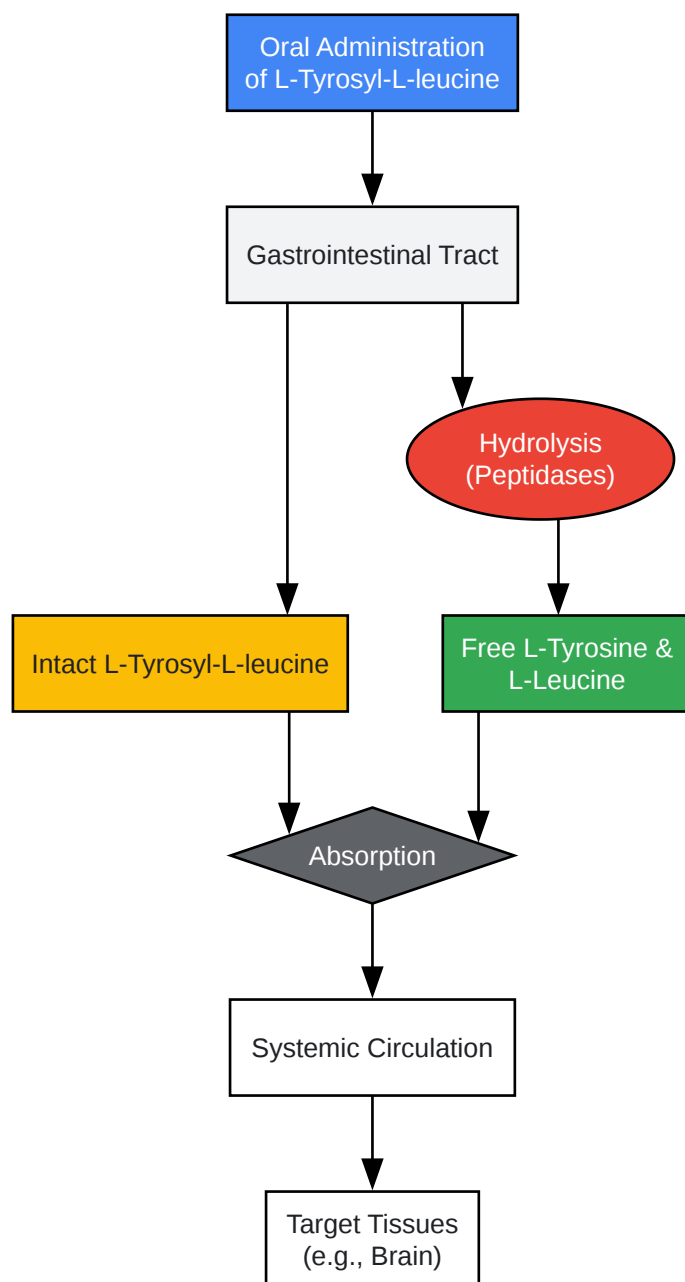 Oral Administration
of L-Tyrosyl-L-leucine
Gastrointestinal Tract
Hydrolysis
(Peptidases)
Intact L-Tyrosyl-L-leucine
Free L-Tyrosine &
L-Leucine
Absorption
Systemic Circulation
Target Tissues
(e.g., Brain)